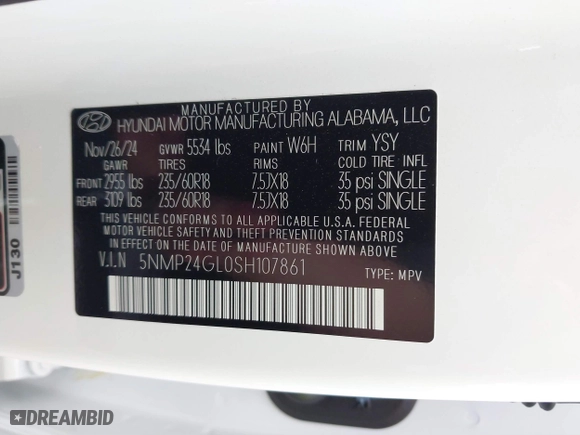 MANUFACTURED BY
HYUNDAI MOTOR MANUFACTURING ALABAMA, LLC
Nov/26/24 GVWR 5534 lbs PAINT W6H TRIM YSY
GAWR TIRES RIMS COLD TIRE INFL.
FRONT 2955 lbs 235/60R18 7.5JX18 35 psi SINGLE
REAR 3109 lbs 235/60R18 7.5JX18 35 psi SINGLE
THIS VEHICLE CONFORMS TO ALL APPLICABLE U.S.A. FEDERAL
MOTOR VEHICLE SAFETY AND THEFT PREVENTION STANDARDS
IN EFFECT ON THE DATE OF MANUFACTURE SHOWN ABOVE.
V.I.N 5NMP24GL0SH107861
TYPE: MPV
J130
DREAMBID